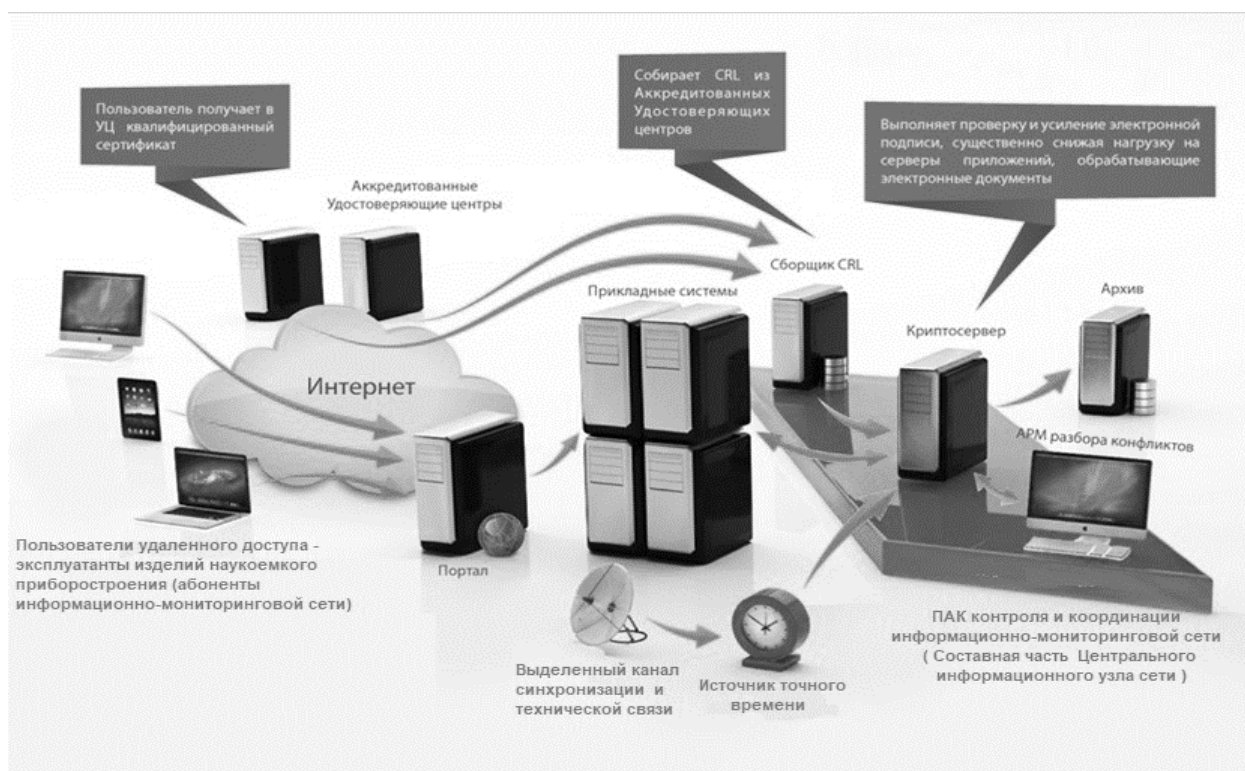 Пользователь получает в
УЦ квалифицированный
сертификат
Собирает CRL из
Аккредитованных
Удостоверяющих
центров
Выполняет проверку и усиление электронной
подписи, существенно снижая нагрузку на
серверы приложений, обрабатывающие
электронные документы
Аккредитованные
Удостоверяющие центры
Сборщик CRL
Прикладные системы
Архив
Криптосервер
Интернет
АРМ разбора конфликтов
Портал
Пользователи удаленного доступа -
эксплуатанты изделий наукоемкого
приборостроения (абоненты
информационно-мониторинговой сети)
Выделенный канал
синхронизации и
технической связи
Источник точного
времени
ПАК контроля и координации
информационно-мониторинговой сети
( Составная часть Центрального
информационного узла сети )